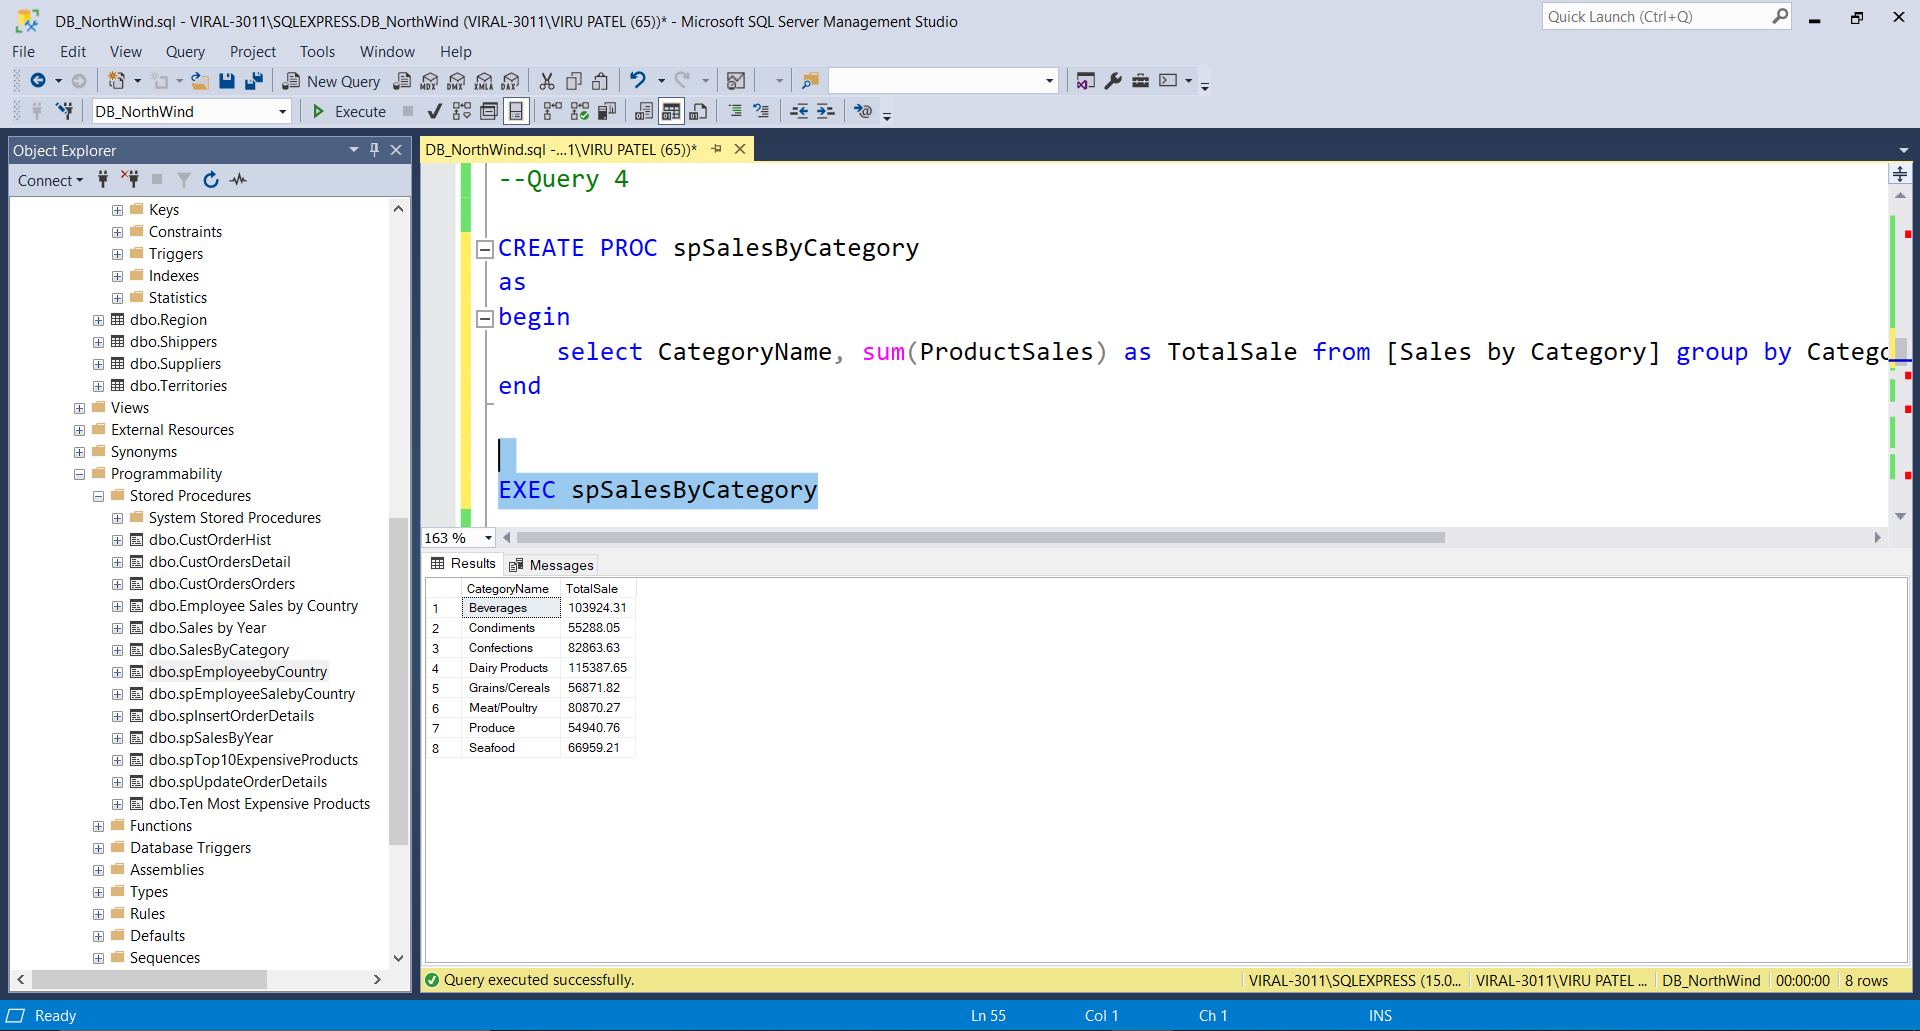 DB_NorthWind.sql - VIRAL-3011\SQLEXPRESS.DB_NorthWind (VIRAL-3011\VIRU PATEL (65))* - Microsoft SQL Server Management Studio
Quick Launch (Ctrl+Q)
File Edit View Query Project Tools Window Help
New Query MDX DMX XMLA DAX
DB_NorthWind Execute
Object Explorer
Connect
Keys
Constraints
Triggers
Indexes
Statistics
dbo.Region
dbo.Shippers
dbo.Suppliers
dbo.Territories
Views
External Resources
Synonyms
Programmability
Stored Procedures
System Stored Procedures
dbo.CustOrderHist
dbo.CustOrdersDetail
dbo.CustOrdersOrders
dbo.Employee Sales by Country
dbo.Sales by Year
dbo.SalesByCategory
dbo.spEmployeebyCountry
dbo.spEmployeeSalebyCountry
dbo.spInsertOrderDetails
dbo.spSalesByYear
dbo.spTop10ExpensiveProducts
dbo.spUpdateOrderDetails
dbo.Ten Most Expensive Products
Functions
Database Triggers
Assemblies
Types
Rules
Defaults
Sequences
DB_NorthWind.sql -...1\VIRU PATEL (65))*
--Query 4
CREATE PROC spSalesByCategory
as
begin
select CategoryName, sum(ProductSales) as TotalSale from [Sales by Category] group by Catego
end
EXEC spSalesByCategory
163 %
Results Messages
CategoryName TotalSale
1 Beverages 103924.31
2 Condiments 55288.05
3 Confections 82863.63
4 Dairy Products 115387.65
5 Grains/Cereals 56871.82
6 Meat/Poultry 80870.27
7 Produce 54940.76
8 Seafood 66959.21
Query executed successfully. VIRAL-3011\SQLEXPRESS (15.0... VIRAL-3011\VIRU PATEL ... DB_NorthWind 00:00:00 8 rows
Ready Ln 55 Col 1 Ch 1 INS